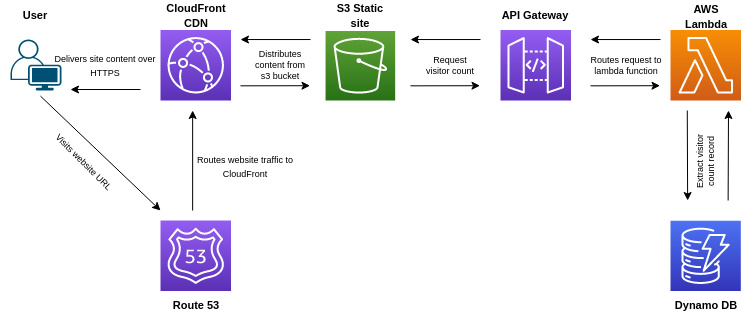 User
CloudFront
CDN
S3 Static
site
API Gateway
AWS
Lambda
Delivers site content over
HTTPS
Distributes
content from
s3 bucket
Request
visitor count
Routes request to
lambda function
Visits website URL
Routes website traffic to
CloudFront
Extract visitor
count record
53
Route 53
Dynamo DB